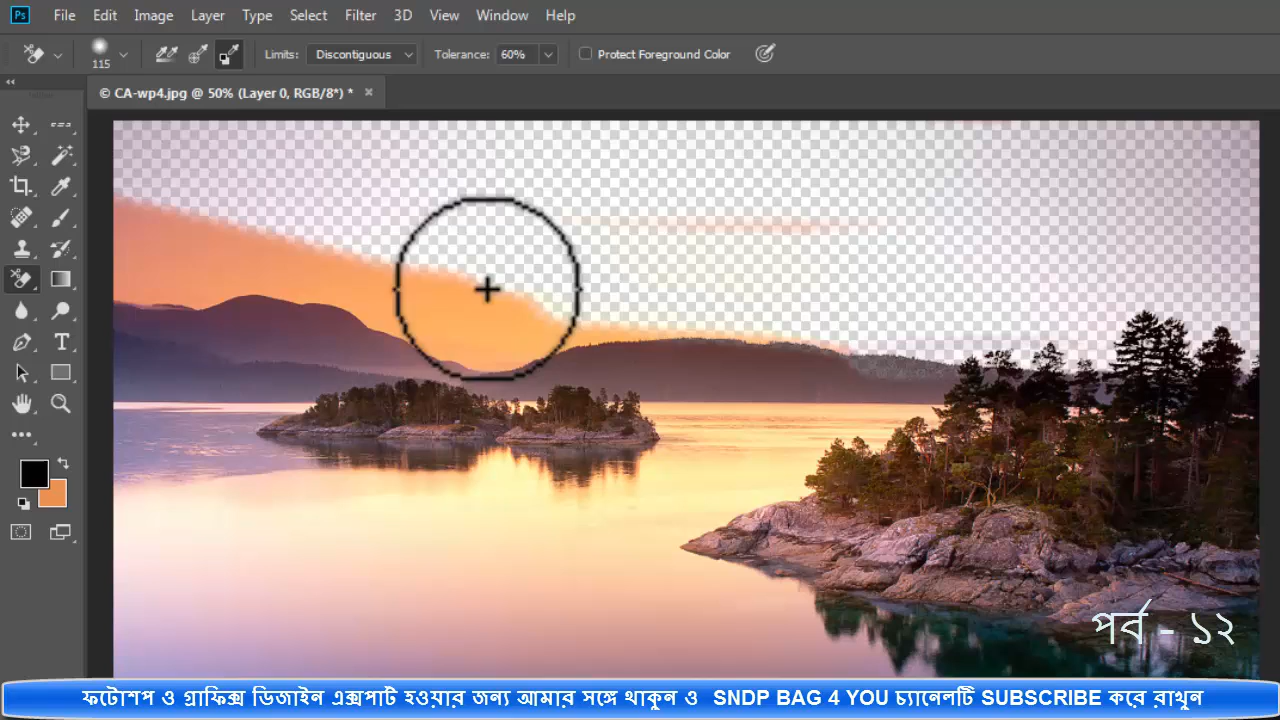 Ps File Edit Image Layer Type Select Filter 3D View Window Help
115 Limits: Discontiguous Tolerance: 60% Protect Foreground Color
© CA-wp4.jpg @ 50% (Layer 0, RGB/8*) * ×
T
পর্ব - ১২
ফটোশপ ও গ্রাফিক্স ডিজাইন এক্সপার্ট হওয়ার জন্য আমার সঙ্গে থাকুন ও SNDP BAG 4 YOU চ্যানেলটি SUBSCRIBE করে রাখুন